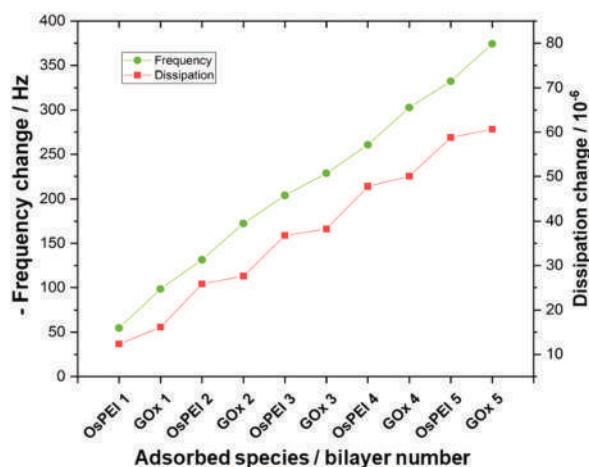 400
350
300
250
200
150
100
50
0
- Frequency change / Hz
Frequency
Dissipation
80
70
60
50
40
30
20
10
Dissipation change / 10-6
OsPEI 1
GOx 1
OsPEI 2
GOx 2
OsPEI 3
GOx 3
OsPEI 4
GOx 4
OsPEI 5
GOx 5
Adsorbed species / bilayer number